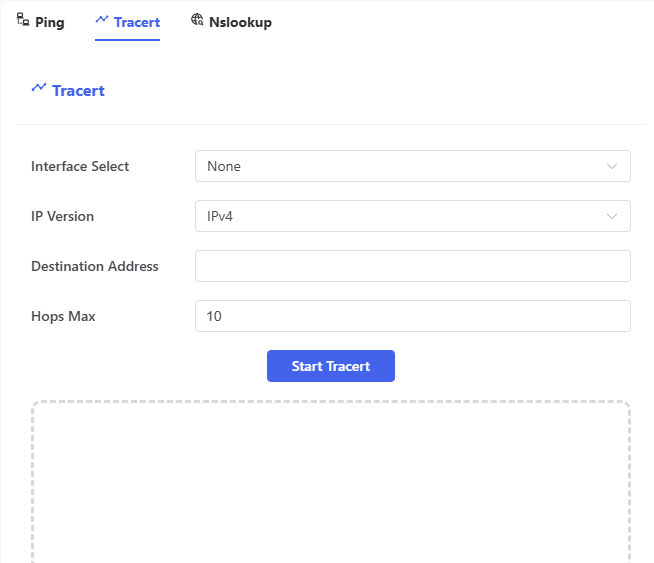 Ping Tracert Nslookup
Tracert
Interface Select None
IP Version IPv4
Destination Address
Hops Max 10
Start Tracert